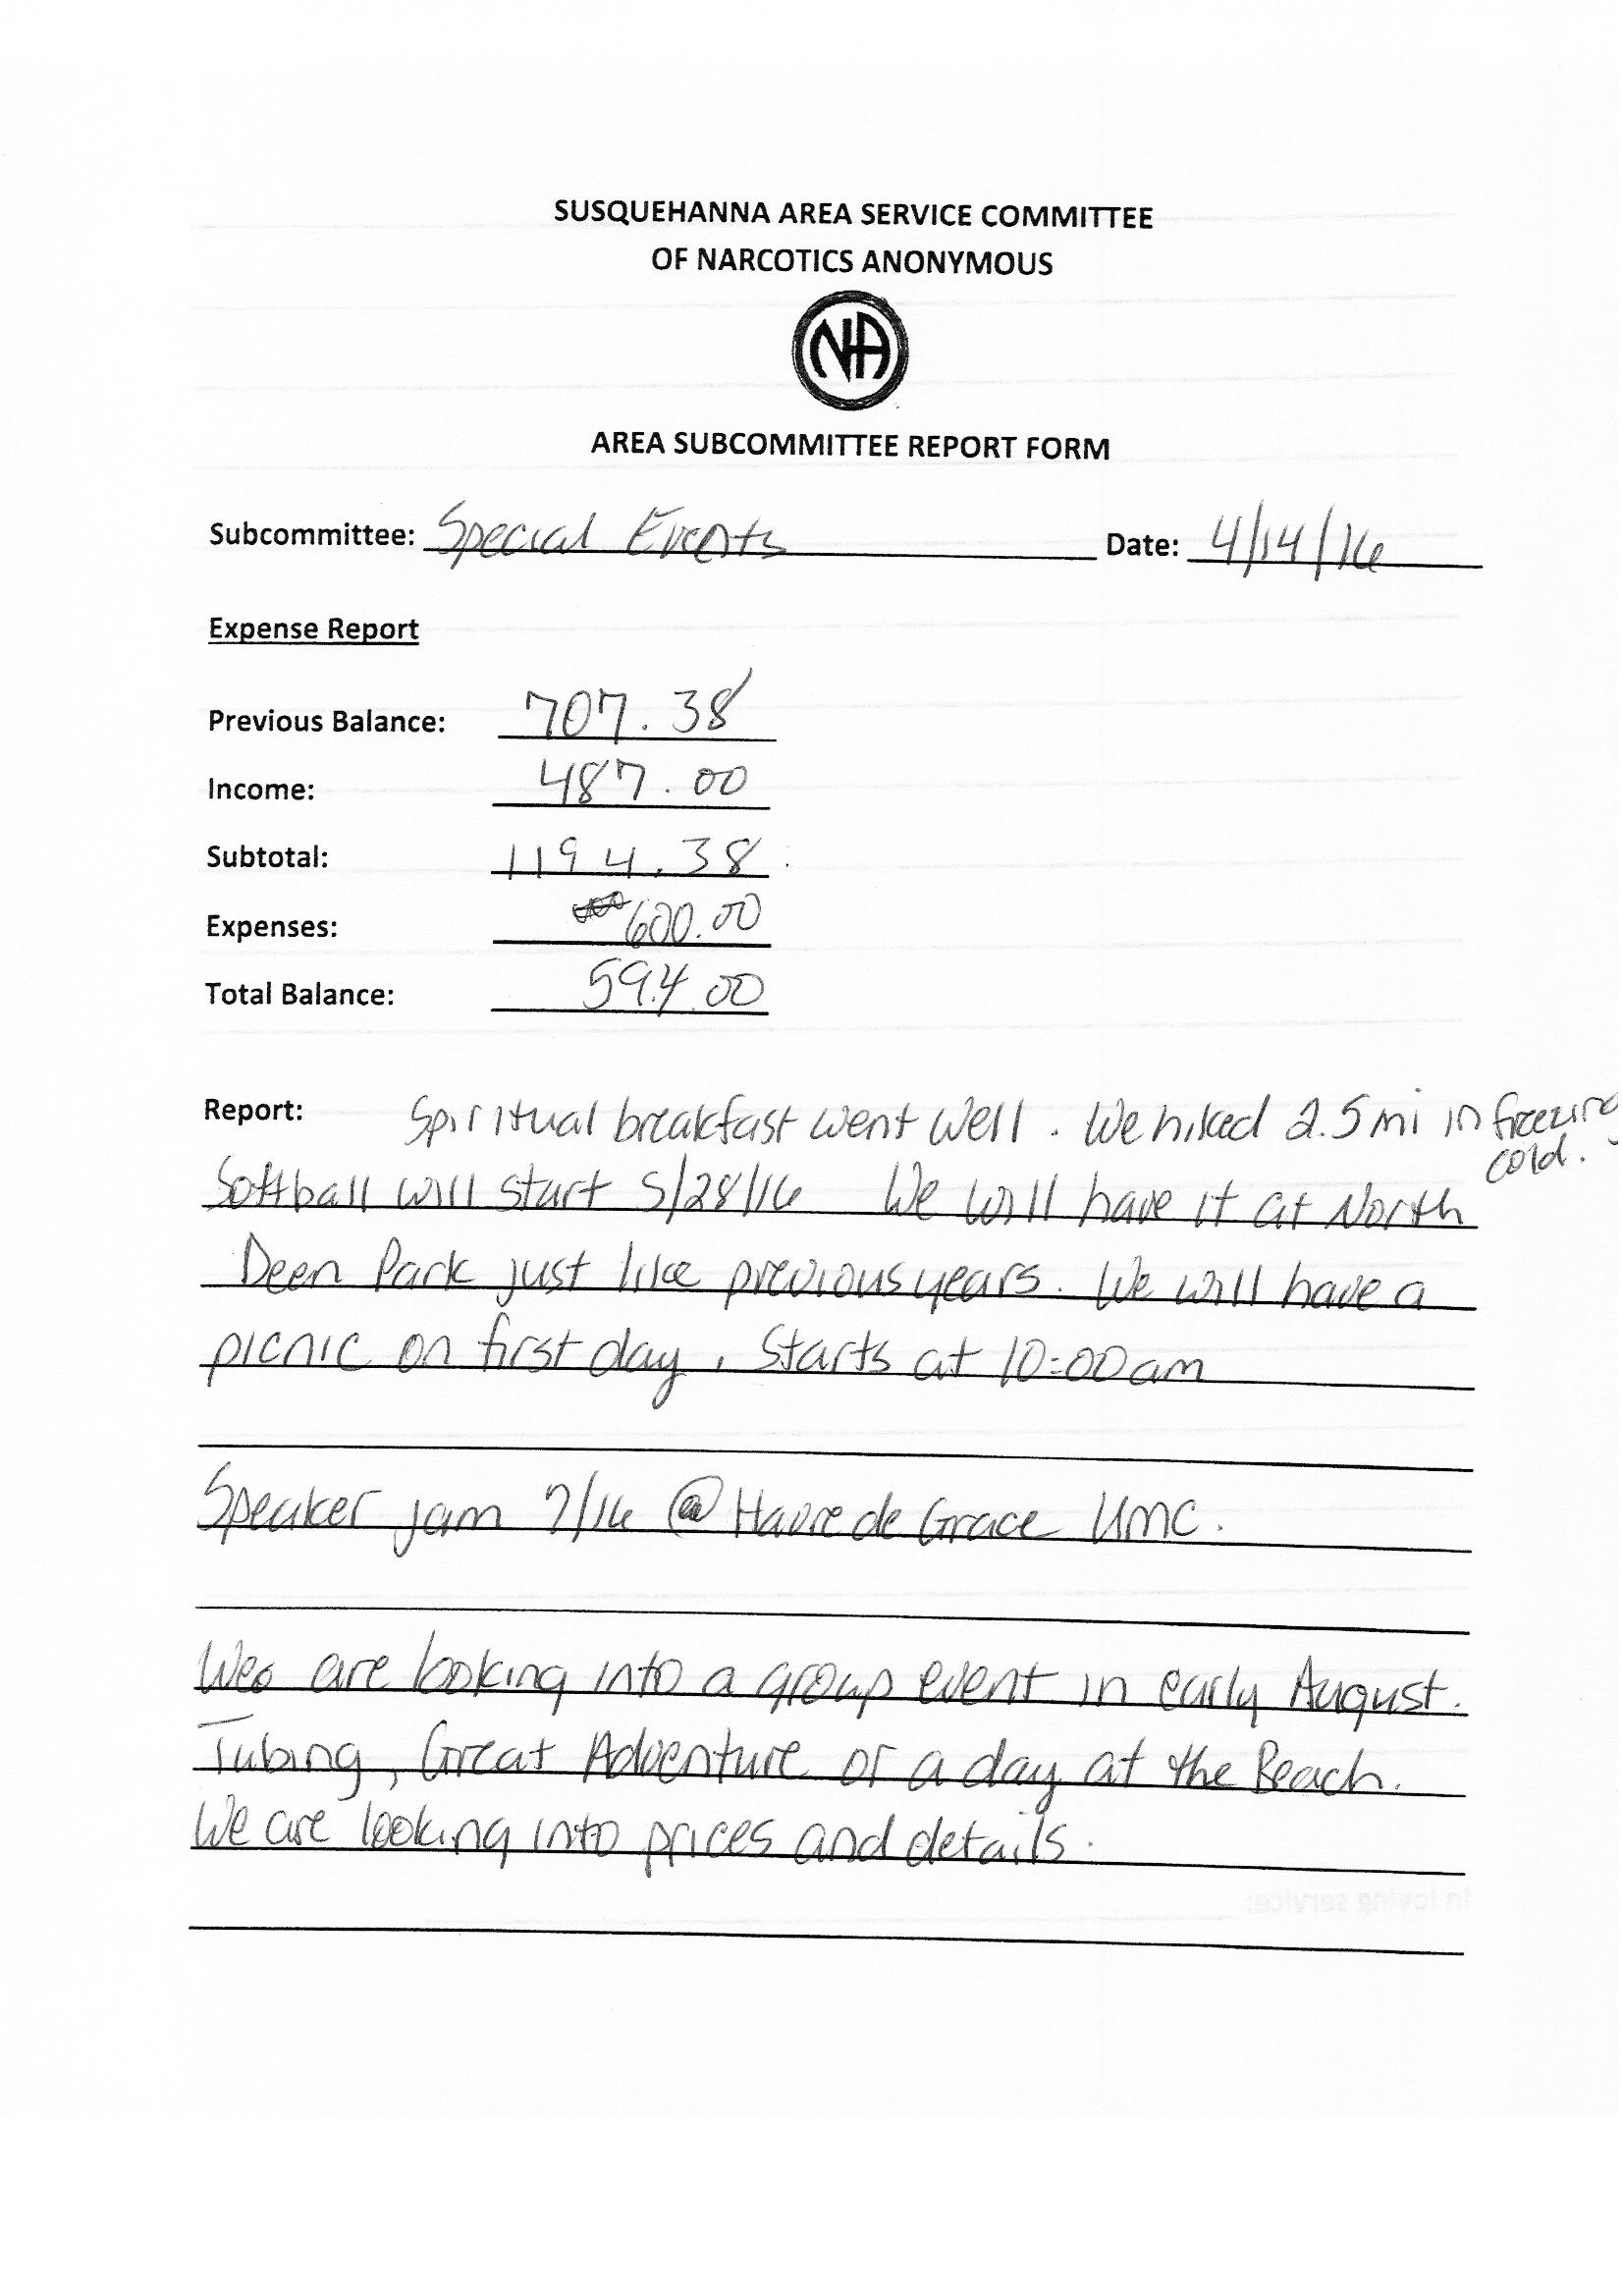 SUSQUEHANNA AREA SERVICE COMMITTEE
OF NARCOTICS ANONYMOUS
NA
AREA SUBCOMMITTEE REPORT FORM
Subcommittee: Special Events Date: 4/14/16
Expense Report
Previous Balance: 707.38
Income: 487.00
Subtotal: 1194.38
Expenses: 600.00
Total Balance: 594.00
Report: Spiritual breakfast went well. We hiked 2.5 mi in freezing
cold.
Softball will start 5/28/16 We will have it at North
Deen Park just like previous years. We will have a
picnic on first day. Starts at 10:00am
Speaker jam 7/16 @ Havre de Grace UMC.
We are looking into a group event in early August.
Tubing, Great Adventure or a day at the Beach.
We are looking into prices and details.
in loving service: